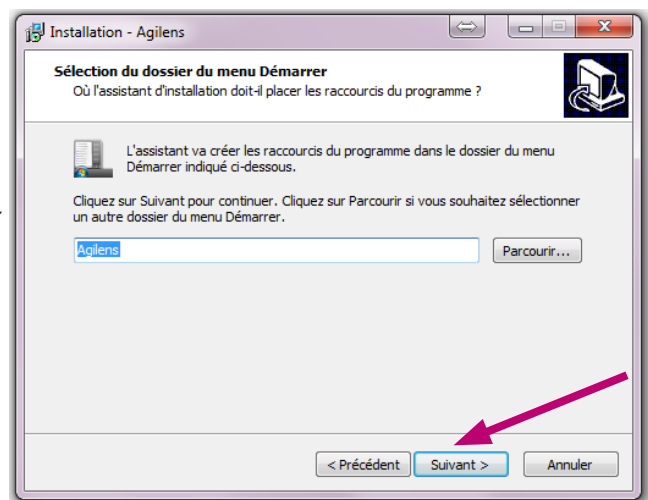 Installation - Agilens
Sélection du dossier du menu Démarrer
Où l'assistant d'installation doit-il placer les raccourcis du programme ?
L'assistant va créer les raccourcis du programme dans le dossier du menu
Démarrer indiqué ci-dessous.
Cliquez sur Suivant pour continuer. Cliquez sur Parcourir si vous souhaitez sélectionner
un autre dossier du menu Démarrer.
Agilens
Parcourir...
< Précédent
Suivant >
Annuler